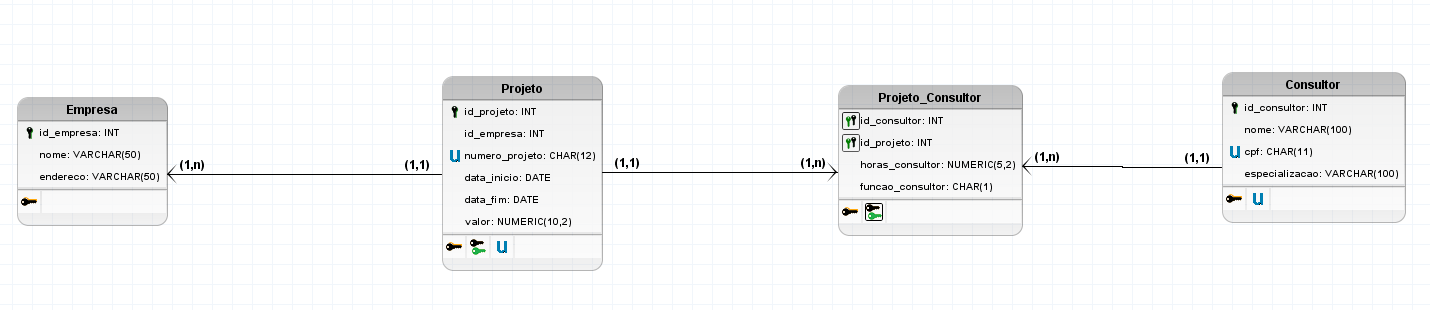 Empresa
id_empresa: INT
nome: VARCHAR(50)
endereco: VARCHAR(50)
(1,n)
(1,1)
Projeto
id_projeto: INT
id_empresa: INT
U numero_projeto: CHAR(12)
data_inicio: DATE
data_fim: DATE
valor: NUMERIC(10,2)
U
(1,1)
(1,n)
Projeto_Consultor
id_consultor: INT
id_projeto: INT
horas_consultor: NUMERIC(5,2)
funcao_consultor: CHAR(1)
(1,n)
(1,1)
Consultor
id_consultor: INT
nome: VARCHAR(100)
U cpf: CHAR(11)
especializacao: VARCHAR(100)
U